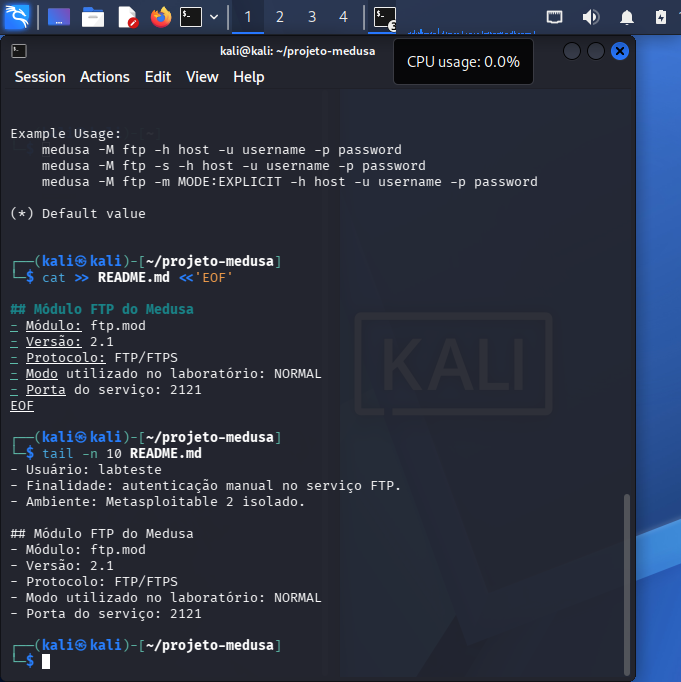 1 2 3 4
kali@kali: ~/projeto-medusa
CPU usage: 0.0%
Session Actions Edit View Help
Example Usage:
    medusa -M ftp -h host -u username -p password
    medusa -M ftp -s -h host -u username -p password
    medusa -M ftp -m MODE:EXPLICIT -h host -u username -p password
(*) Default value
┌──(kali㉿kali)-[~/projeto-medusa]
└─$ cat >> README.md <<'EOF'
## Módulo FTP do Medusa
- Módulo: ftp.mod
- Versão: 2.1
- Protocolo: FTP/FTPS
- Modo utilizado no laboratório: NORMAL
- Porta do serviço: 2121
EOF
┌──(kali㉿kali)-[~/projeto-medusa]
└─$ tail -n 10 README.md
- Usuário: labteste
- Finalidade: autenticação manual no serviço FTP.
- Ambiente: Metasploitable 2 isolado.
## Módulo FTP do Medusa
- Módulo: ftp.mod
- Versão: 2.1
- Protocolo: FTP/FTPS
- Modo utilizado no laboratório: NORMAL
- Porta do serviço: 2121
┌──(kali㉿kali)-[~/projeto-medusa]
└─$
KALI